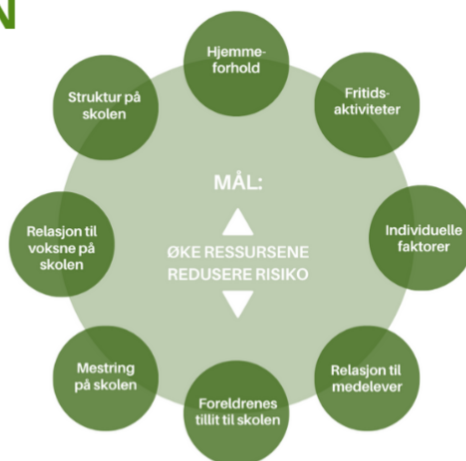 N
Hjemme-
forhold
Fritids-
aktiviteter
Individuelle
faktorer
Relasjon til
medelever
Foreldrenes
tillit til skolen
Mestring
på skolen
Relasjon til
voksne på
skolen
Struktur på
skolen
MÅL:
ØKE RESSURSENE
REDUSERE RISIKO